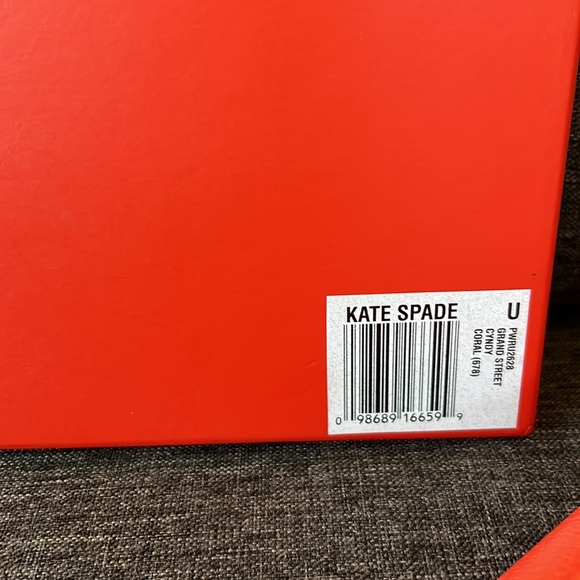 KATE SPADE U
0 98689 16659 9
PWRU2628
GRAND STREET
CYNDY
CORAL (678)